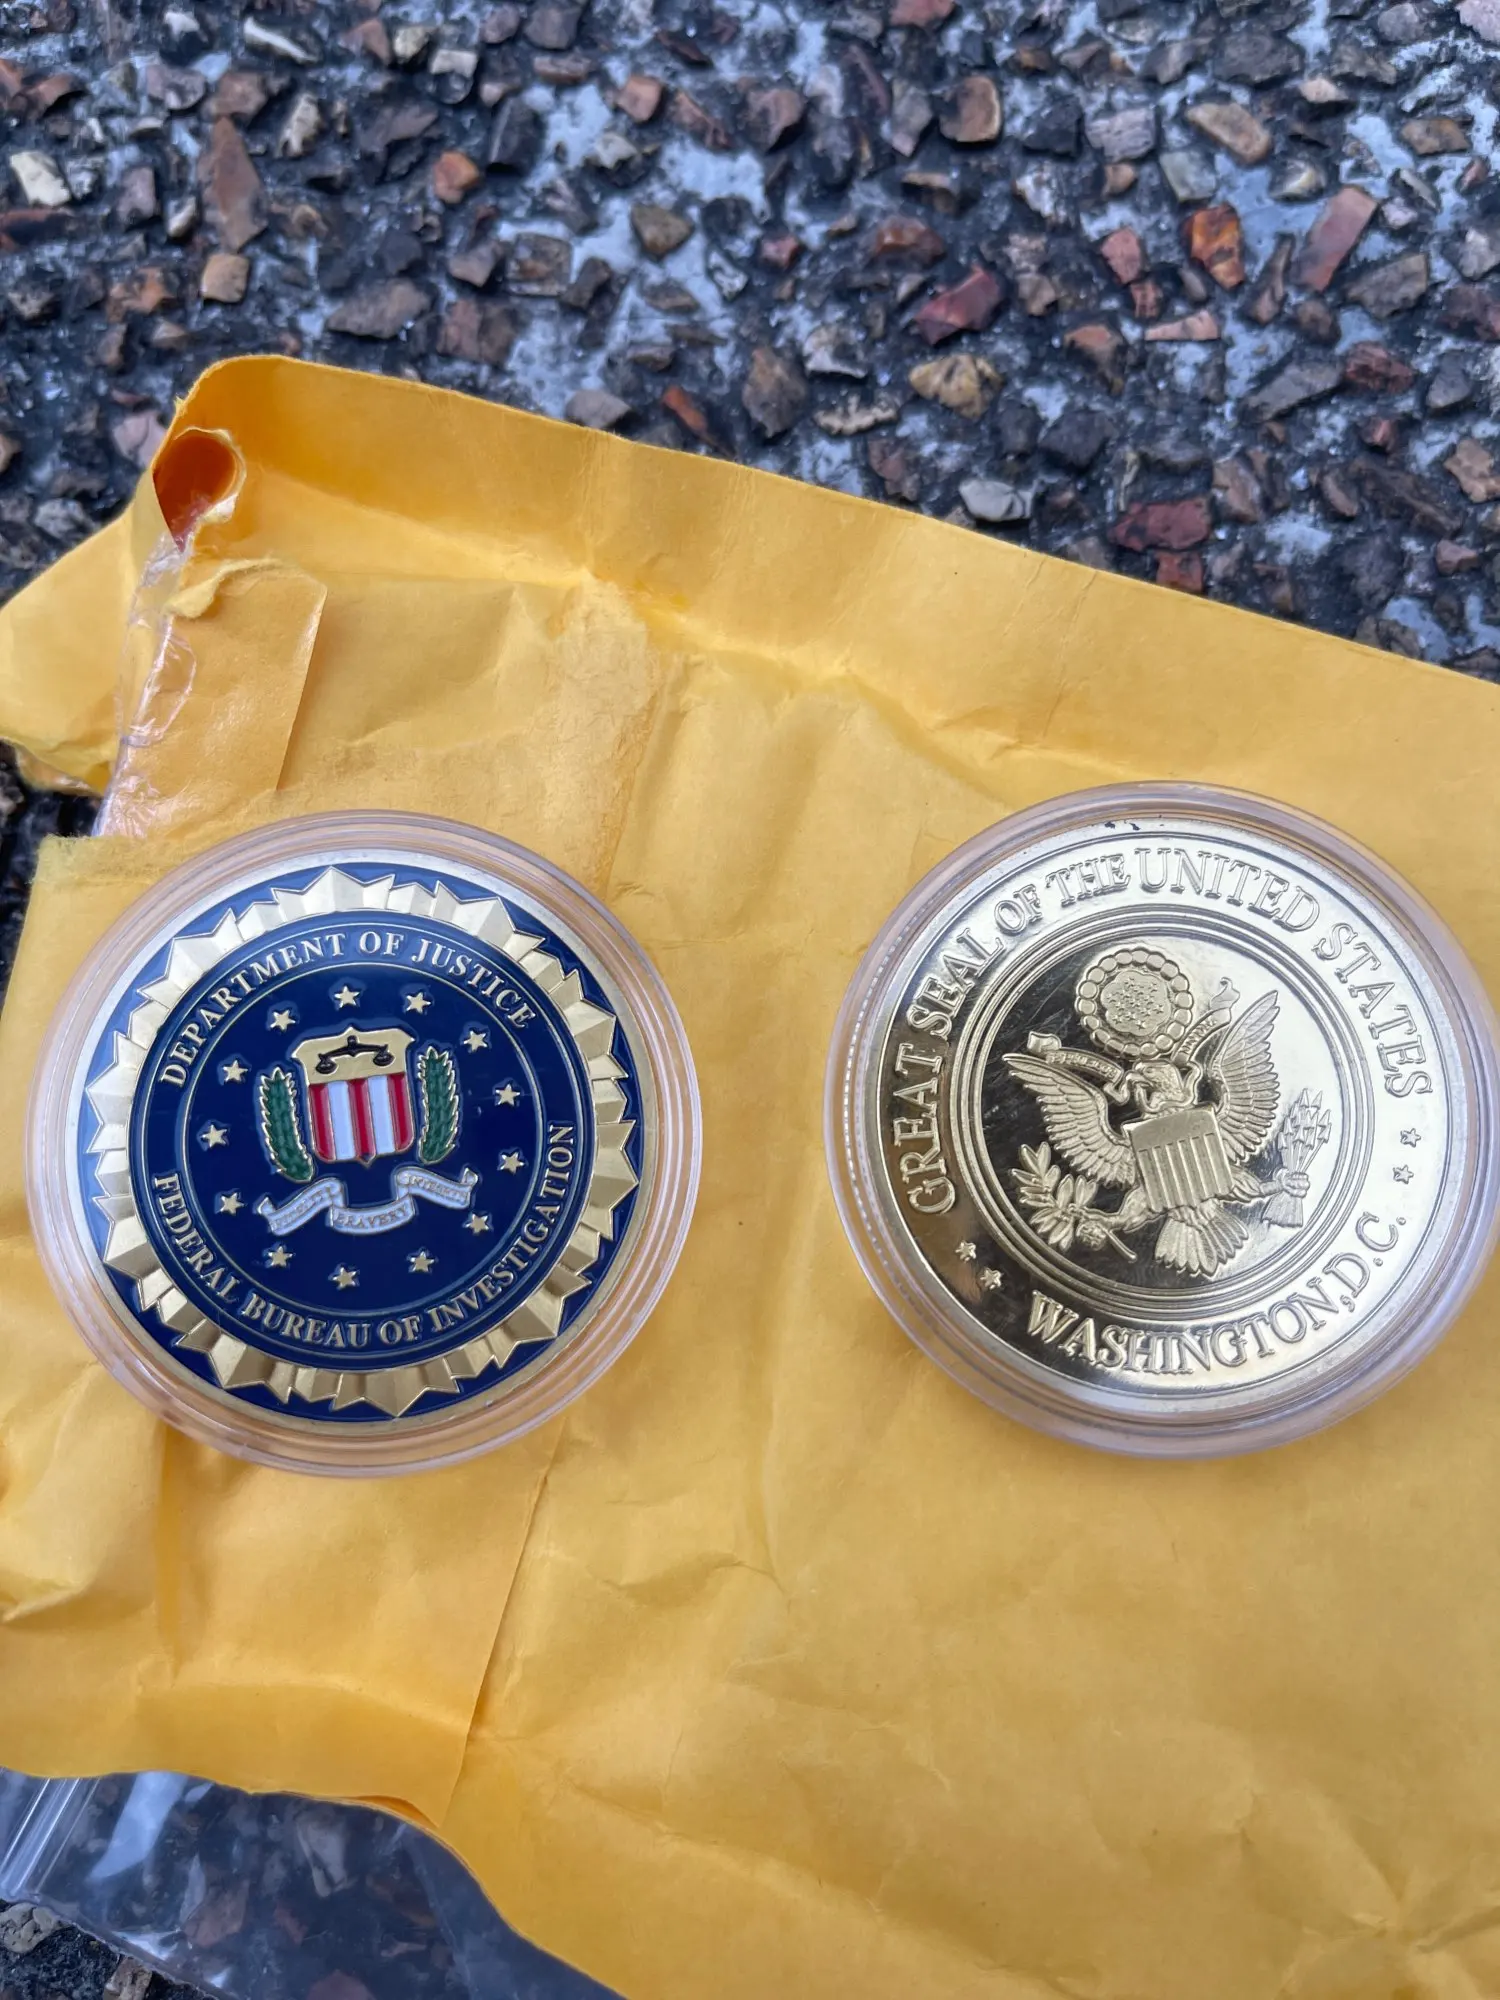 DEPARTMENT OF JUSTICE
BRAVERY
FEDERAL BUREAU OF INVESTIGATION
GREAT SEAL OF THE UNITED STATES
WASHINGTON, D.C.